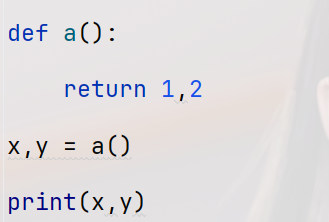 def a():
    return 1,2
x,y = a()
print(x,y)